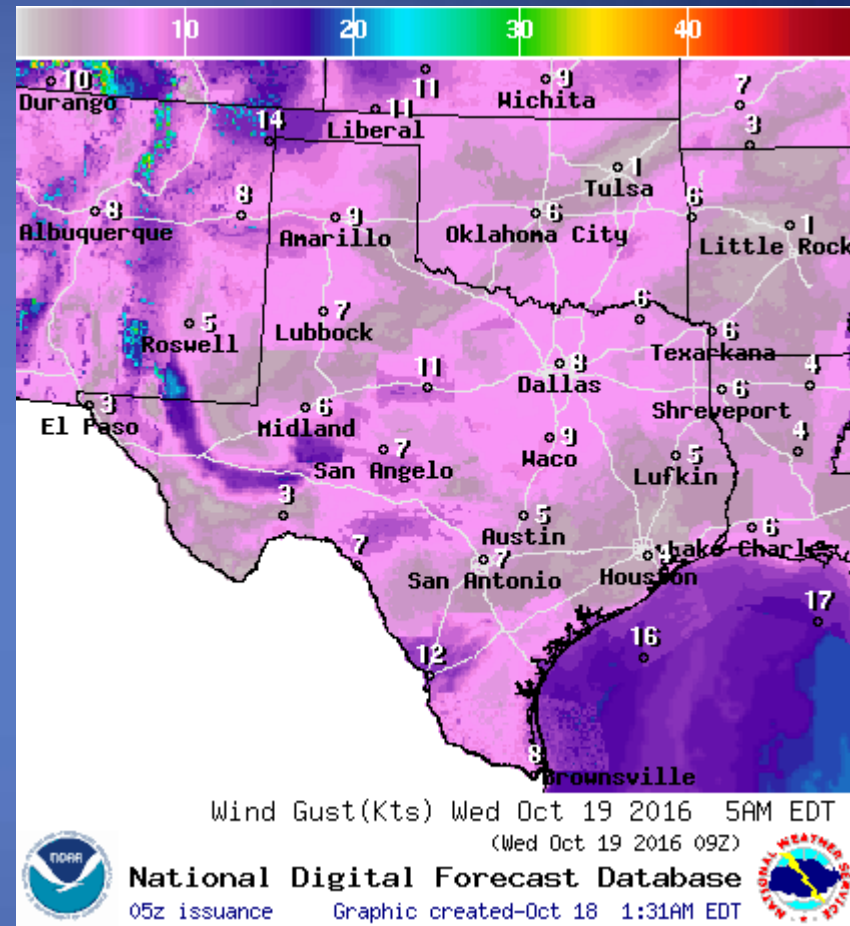 10 20 30 40
10 11 9 7
Durango Wichita
14 11 3
Liberal
1
Tulsa
8 8 9 6 6 1
Albuquerque Amarillo Oklahoma City Little Rock
5 7 6 6
Roswell Lubbock Texarkana
11 8 4
Dallas
3 6 6
El Paso Midland Shreveport
7 9 5 4
San Angelo Waco Lufkin
3 5 6
Austin Lake Charles
7 7 4
San Antonio Houston
12 16 17
8
Brownsville
Wind Gust(Kts) Wed Oct 19 2016 5AM EDT
(Wed Oct 19 2016 09Z)
NOAA
National Digital Forecast Database
05z issuance Graphic created-Oct 18 1:31AM EDT
NATIONAL WEATHER SERVICE